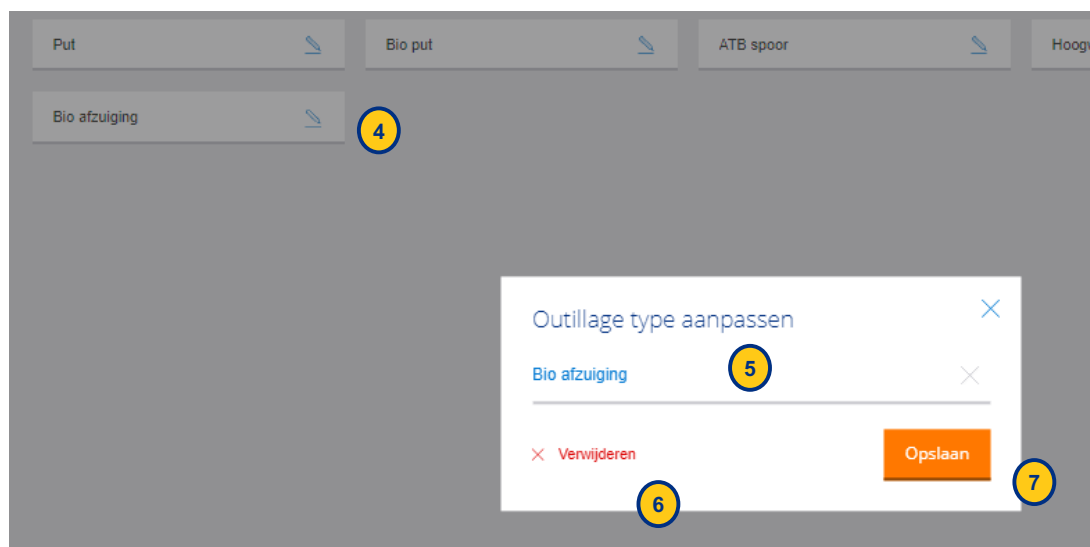 Put
Bio put
ATB spoor
Bio afzuiging
4
Outillage type aanpassen
5
Bio afzuiging
Verwijderen
Opslaan
6
7